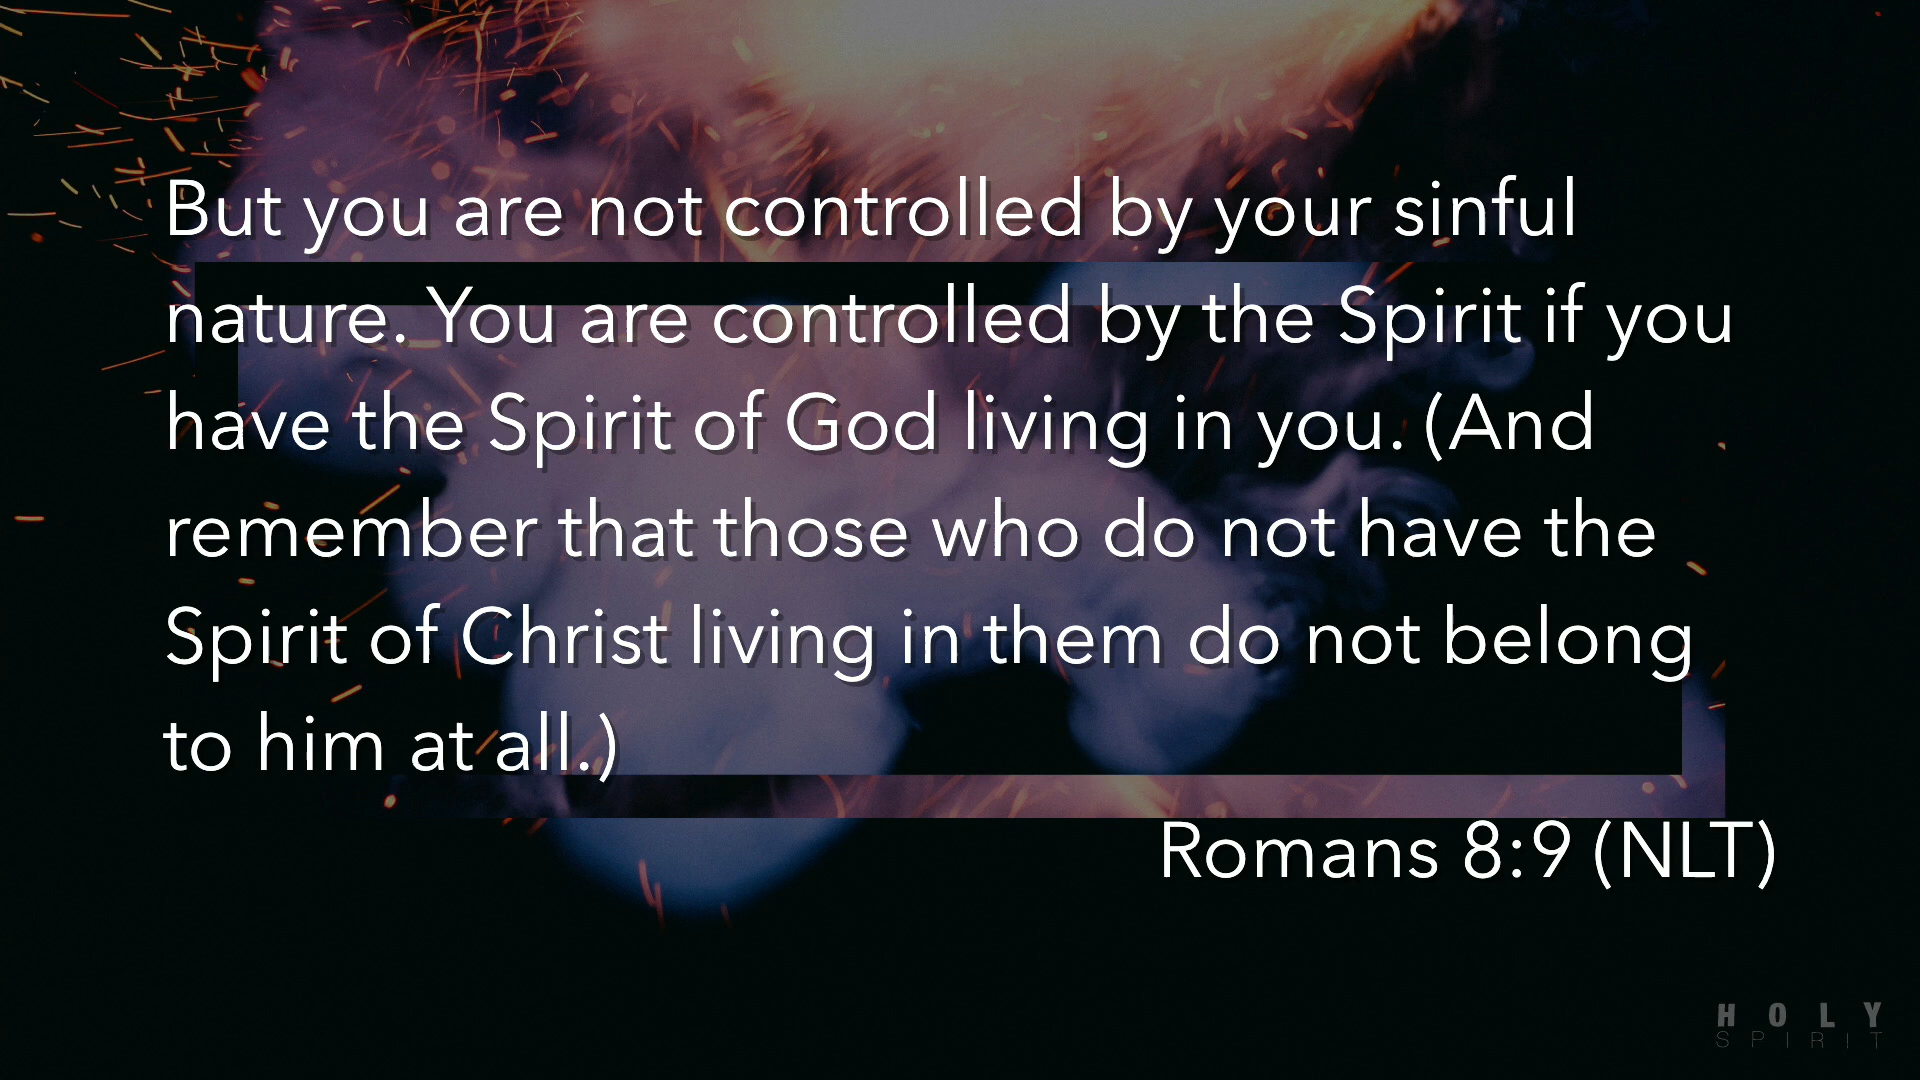 But you are not controlled by your sinful
nature. You are controlled by the Spirit if you
have the Spirit of God living in you. (And
remember that those who do not have the
Spirit of Christ living in them do not belong
to him at all.)
Romans 8:9 (NLT)
HOLY
SPIRIT